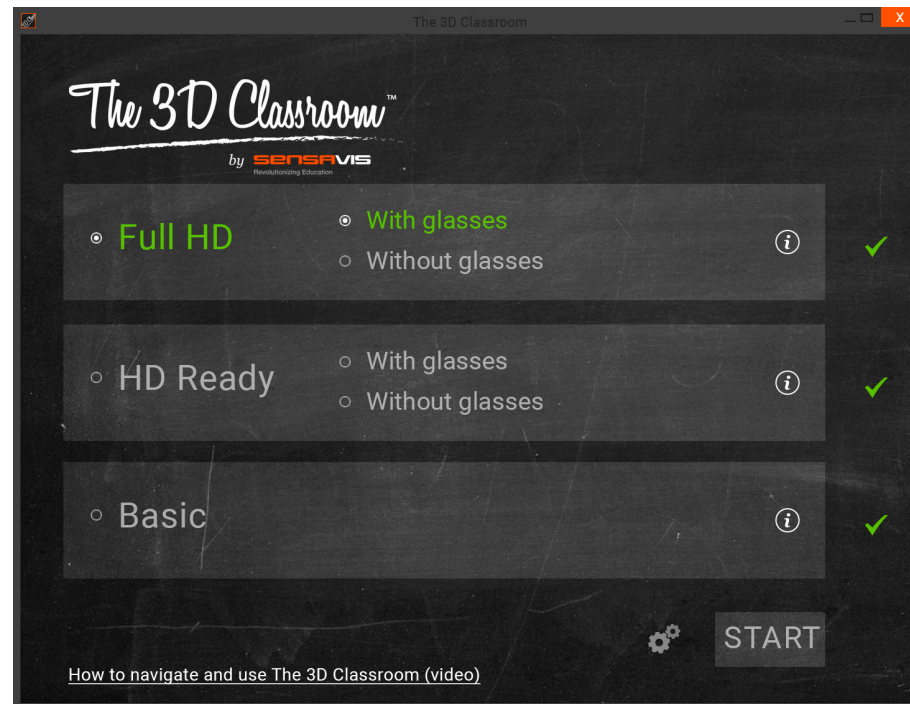 The 3D Classroom
X
The 3D Classroom™
by SENSAVIS
Revolutionizing Education
Full HD
With glasses
Without glasses
HD Ready
With glasses
Without glasses
Basic
START
How to navigate and use The 3D Classroom (video)